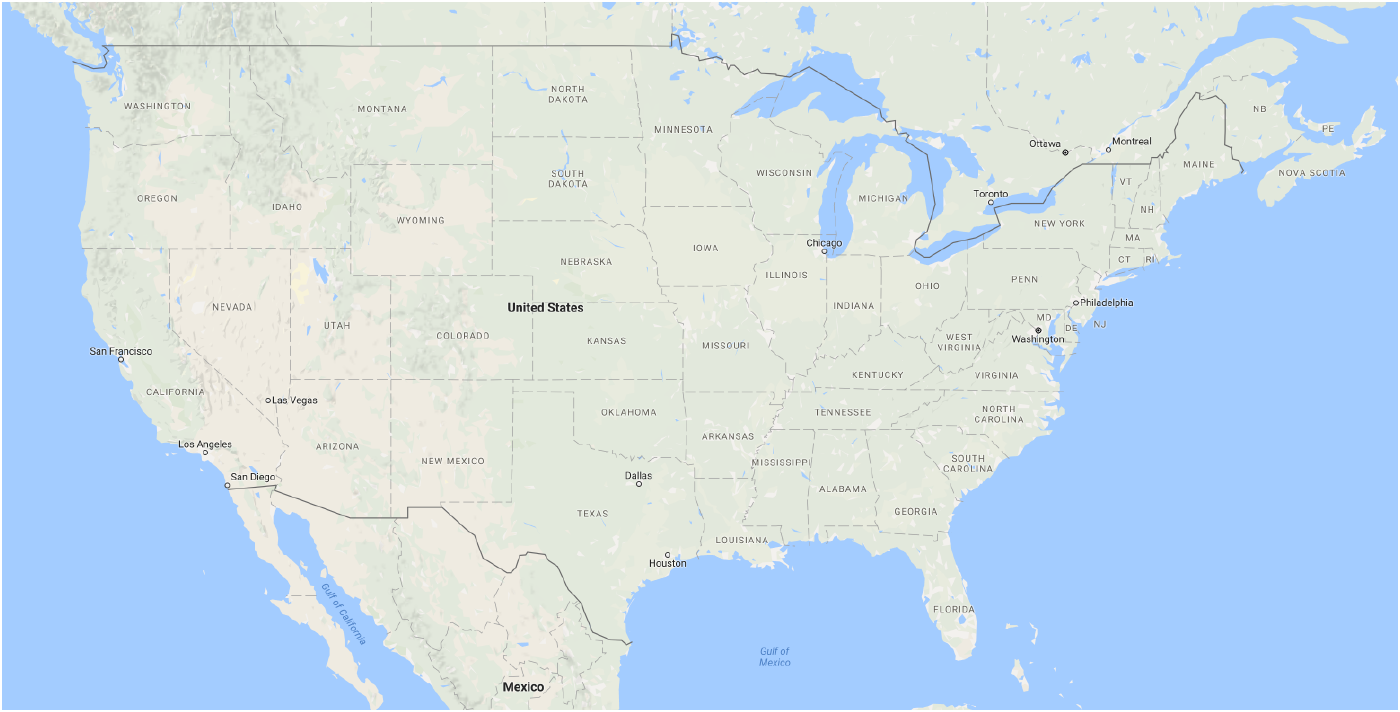 NORTH
DAKOTA
WASHINGTON
MONTANA
MINNESOTA
NB
PE
Ottawa
Montreal
MAINE
NOVA SCOTIA
SOUTH
DAKOTA
WISCONSIN
VT
OREGON
IDAHO
MICHIGAN
Toronto
NH
WYOMING
NEW YORK
MA
IOWA
Chicago
CT
RI
NEBRASKA
ILLINOIS
PENN
OHIO
NEVADA
United States
INDIANA
Philadelphia
MD
DE
NJ
UTAH
COLORADO
KANSAS
MISSOURI
WEST
VIRGINIA
Washington
San Francisco
KENTUCKY
VIRGINIA
CALIFORNIA
Las Vegas
OKLAHOMA
TENNESSEE
NORTH
CAROLINA
Los Angeles
ARIZONA
NEW MEXICO
ARKANSAS
MISSISSIPPI
SOUTH
CAROLINA
San Diego
Dallas
ALABAMA
TEXAS
GEORGIA
LOUISIANA
Houston
Gulf of California
FLORIDA
Gulf of
Mexico
Mexico